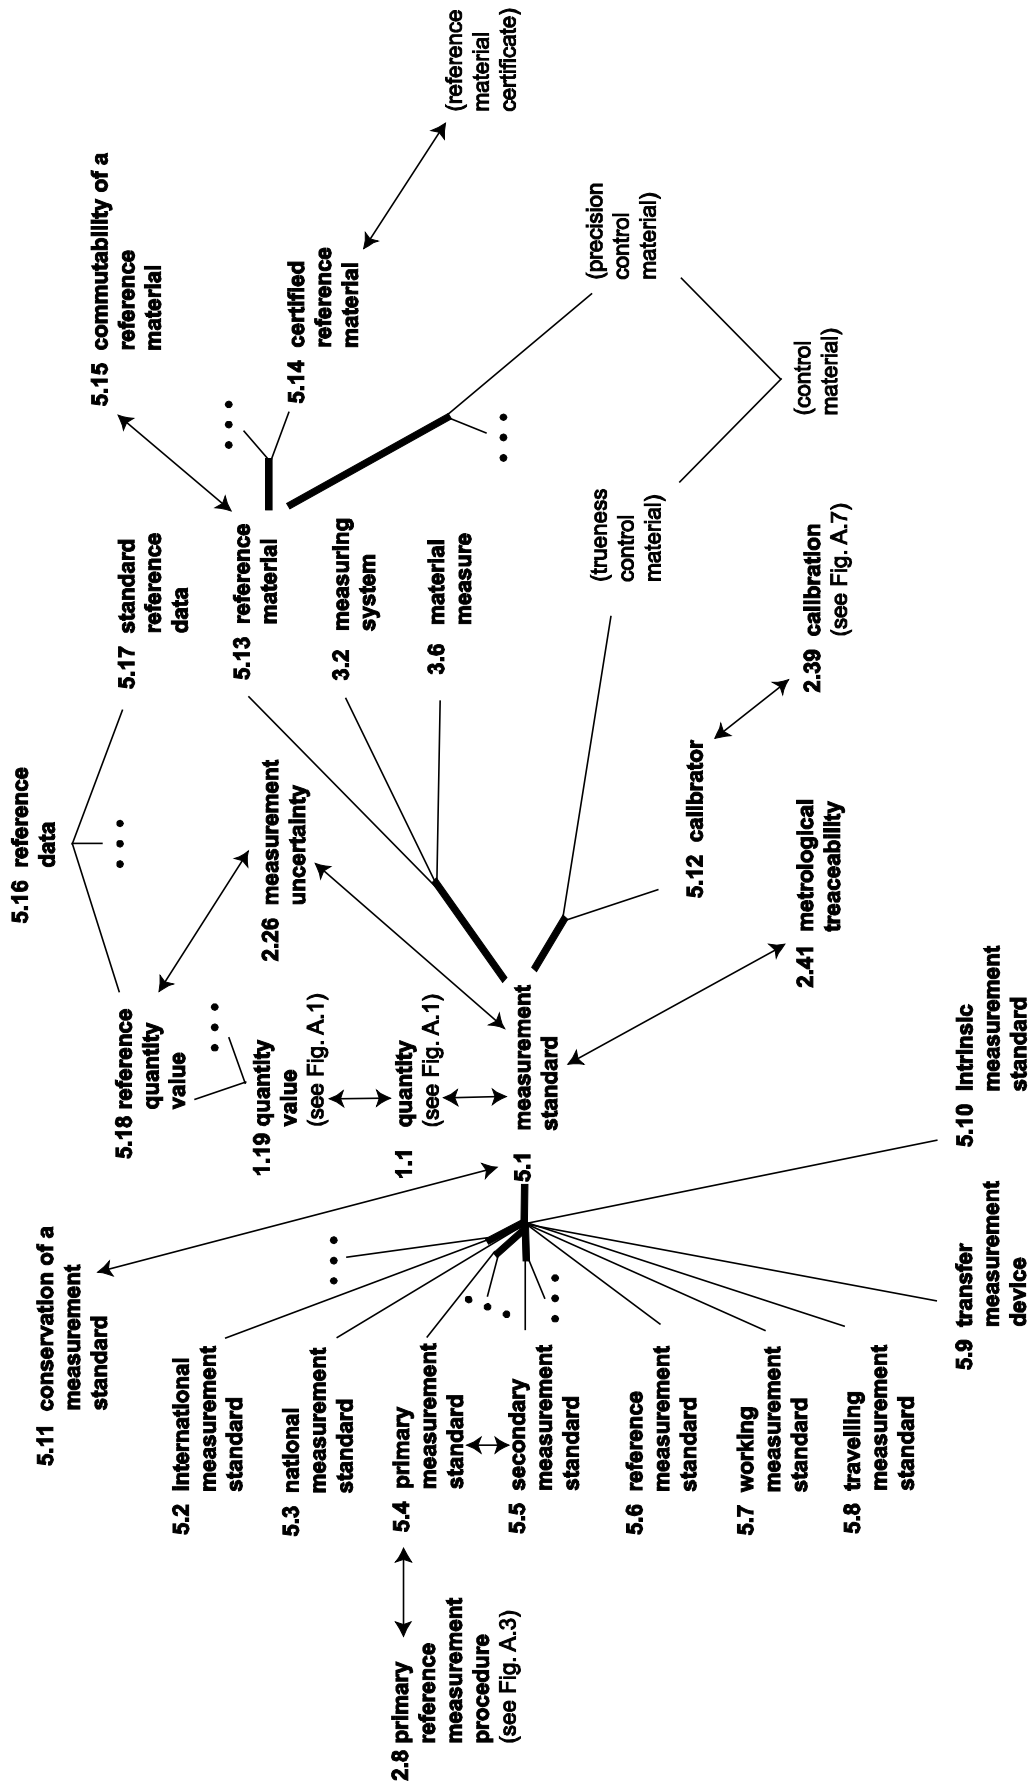 5.16 reference
data
5.18 reference
quantity
value
5.17 standard
reference
data
5.15 commutability of a
reference
material
5.11 conservation of a
measurement
standard
1.19 quantity
value
(see Fig. A.1)
2.26 measurement
uncertainty
5.13 reference
material
5.14 certified
reference
material
(reference
material
certificate)
1.1 quantity
(see Fig. A.1)
3.2 measuring
system
3.6 material
measure
5.2 international
measurement
standard
5.3 national
measurement
standard
2.8 primary
reference
measurement
procedure
(see Fig. A.3)
5.4 primary
measurement
standard
5.5 secondary
measurement
standard
5.1 measurement
standard
(trueness
control
material)
(precision
control
material)
5.6 reference
measurement
standard
5.12 calibrator
5.7 working
measurement
standard
2.41 metrological
treaceability
2.39 calibration
(see Fig. A.7)
(control
material)
5.8 travelling
measurement
standard
5.9 transfer
measurement
device
5.10 intrinsic
measurement
standard